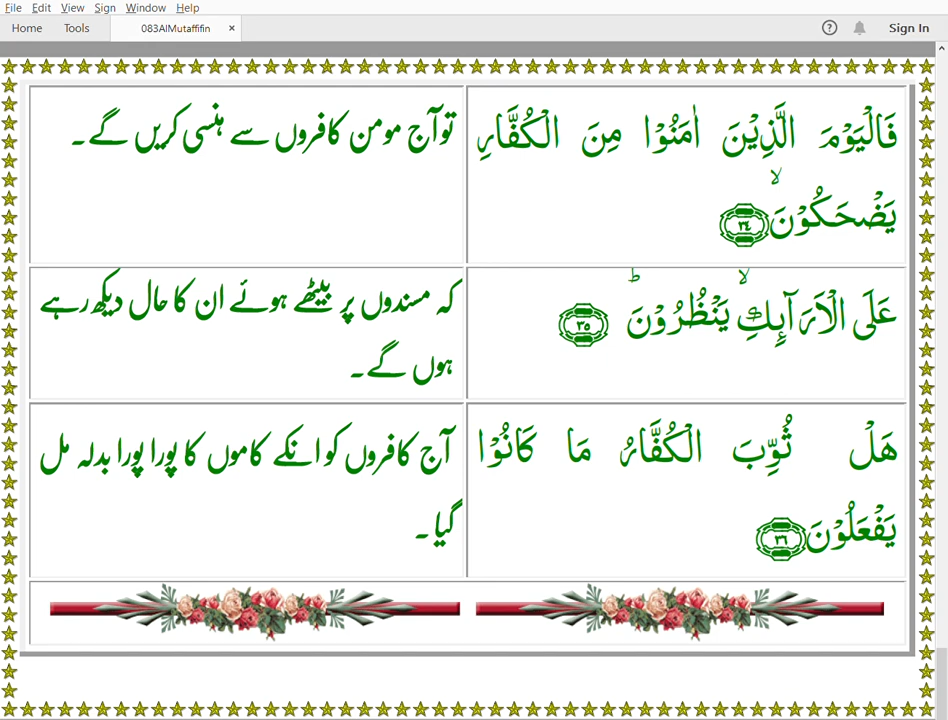 File Edit View Sign Window Help
Home Tools 083AlMutaffifin × Sign In
فَالْيَوْمَ الَّذِيْنَ اٰمَنُوْا مِنَ الْكُفَّارِ
يَضْحَكُوْنَۙ ﴿۳۴﴾
توآج مومن کافروں سے ہنسی کریں گے۔
عَلَى الْاَرَآئِكِۙ يَنْظُرُوْنَؕ ﴿۳۵﴾
کہ مسندوں پر بیٹھے ہوئے ان کا حال دیکھ رہے
ہوں گے۔
هَلْ ثُوِّبَ الْكُفَّارُ مَا كَانُوْا
يَفْعَلُوْنَ ﴿۳۶﴾
آج کافروں کو انکے کاموں کا پورا پورا بدلہ مل
گیا۔